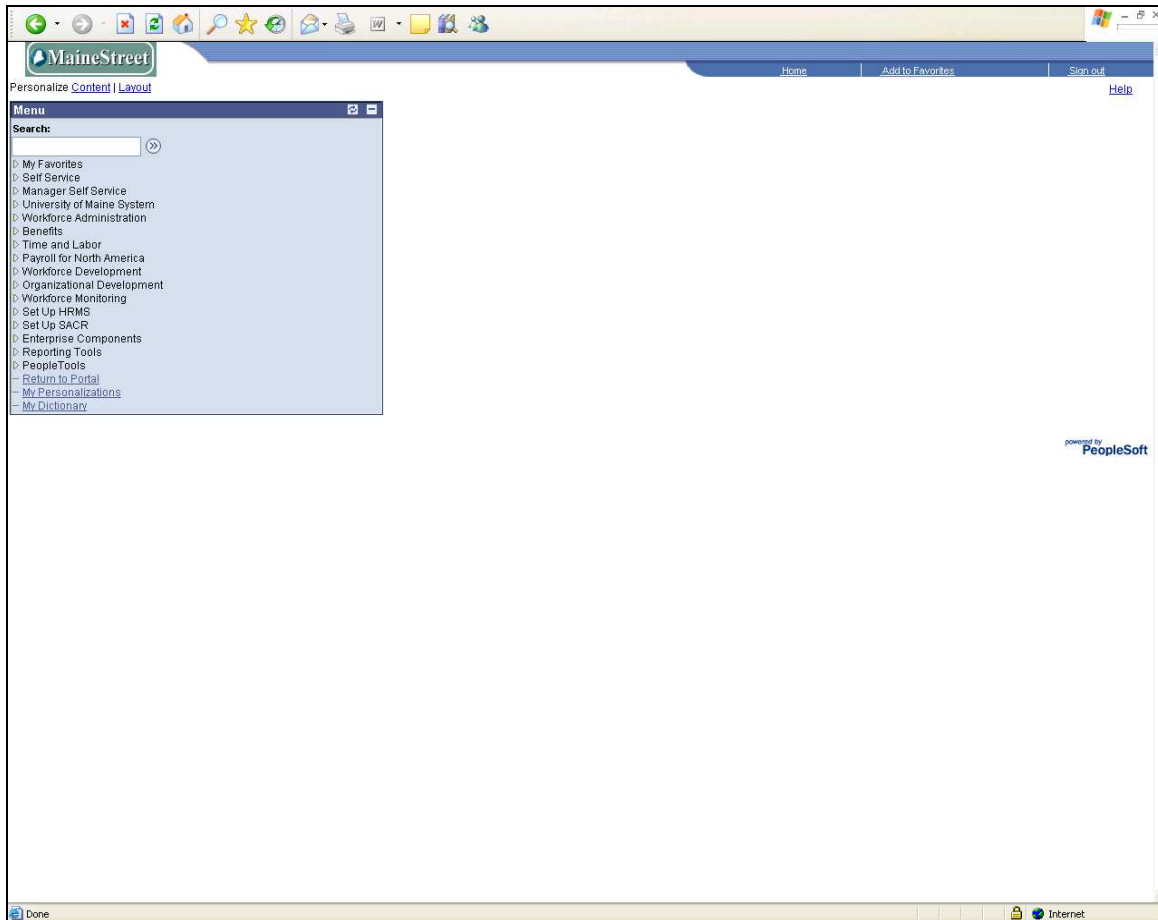 MaineStreet
Home Add to Favorites Sign out
Personalize Content | Layout
Help
Menu
Search:
My Favorites
Self Service
Manager Self Service
University of Maine System
Workforce Administration
Benefits
Time and Labor
Payroll for North America
Workforce Development
Organizational Development
Workforce Monitoring
Set Up HRMS
Set Up SACR
Enterprise Components
Reporting Tools
PeopleTools
Return to Portal
My Personalizations
My Dictionary
powered by
PeopleSoft
Done Internet